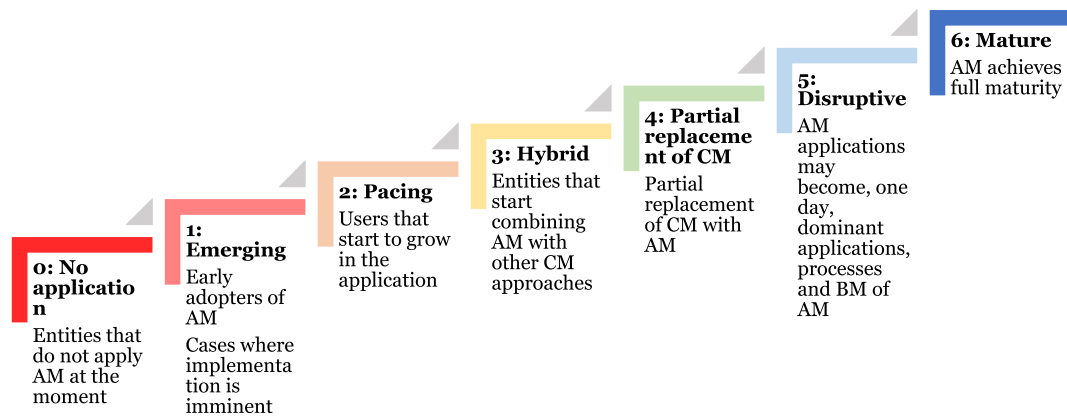 0: No
applicatio
n
Entities that
do not apply
AM at the
moment
1:
Emerging
Early
adopters of
AM
Cases where
implementa
tion is
imminent
2: Pacing
Users that
start to grow
in the
application
3: Hybrid
Entities that
start
combining
AM with
other CM
approaches
4: Partial
replaceme
nt of CM
Partial
replacement
of CM with
AM
5:
Disruptive
AM
applications
may
become, one
day,
dominant
applications,
processes
and BM of
AM
6: Mature
AM achieves
full maturity